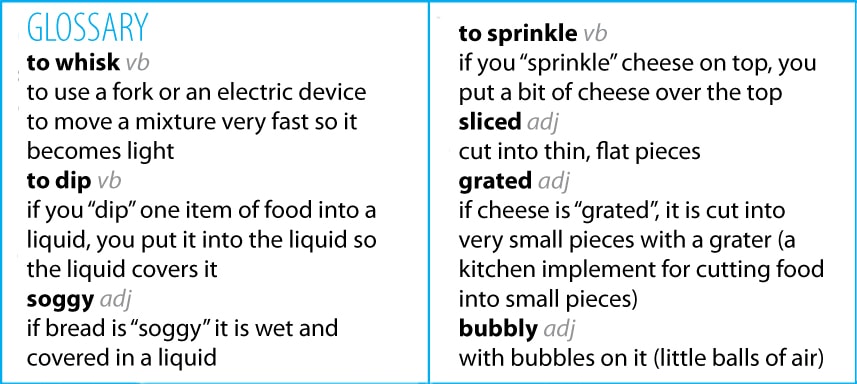 GLOSSARY
to whisk vb
to use a fork or an electric device
to move a mixture very fast so it
becomes light
to dip vb
if you “dip” one item of food into a
liquid, you put it into the liquid so
the liquid covers it
soggy adj
if bread is “soggy” it is wet and
covered in a liquid
to sprinkle vb
if you “sprinkle” cheese on top, you
put a bit of cheese over the top
sliced adj
cut into thin, flat pieces
grated adj
if cheese is “grated”, it is cut into
very small pieces with a grater (a
kitchen implement for cutting food
into small pieces)
bubbly adj
with bubbles on it (little balls of air)